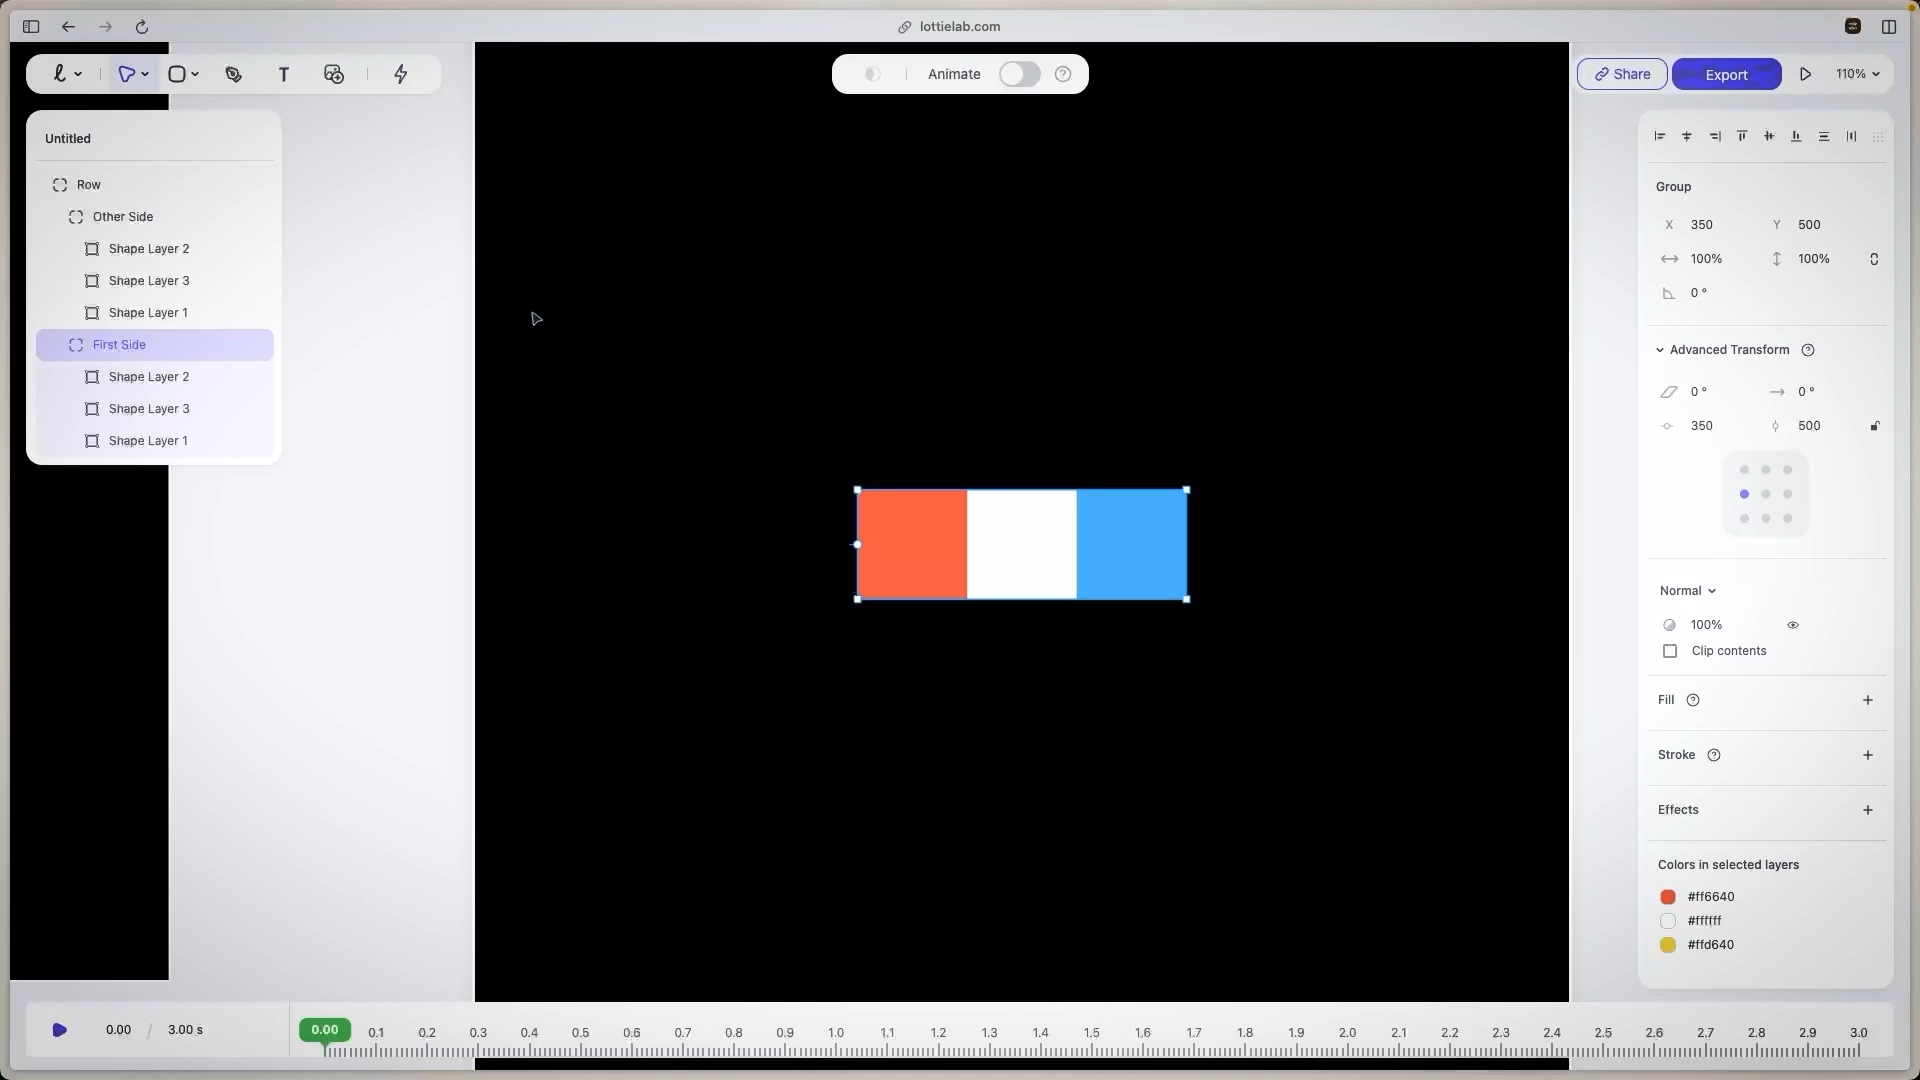 lottielab.com
Animate
Share
Export
110%
Untitled
Row
Other Side
Shape Layer 2
Shape Layer 3
Shape Layer 1
First Side
Shape Layer 2
Shape Layer 3
Shape Layer 1
Group
X 350 Y 500
100% 100%
0 °
Advanced Transform
0 ° 0 °
350 500
Normal
100%
Clip contents
Fill
Stroke
Effects
Colors in selected layers
#ff6640
#ffffff
#ffd640
0.00 / 3.00 s
0.00 0.1 0.2 0.3 0.4 0.5 0.6 0.7 0.8 0.9 1.0 1.1 1.2 1.3 1.4 1.5 1.6 1.7 1.8 1.9 2.0 2.1 2.2 2.3 2.4 2.5 2.6 2.7 2.8 2.9 3.0